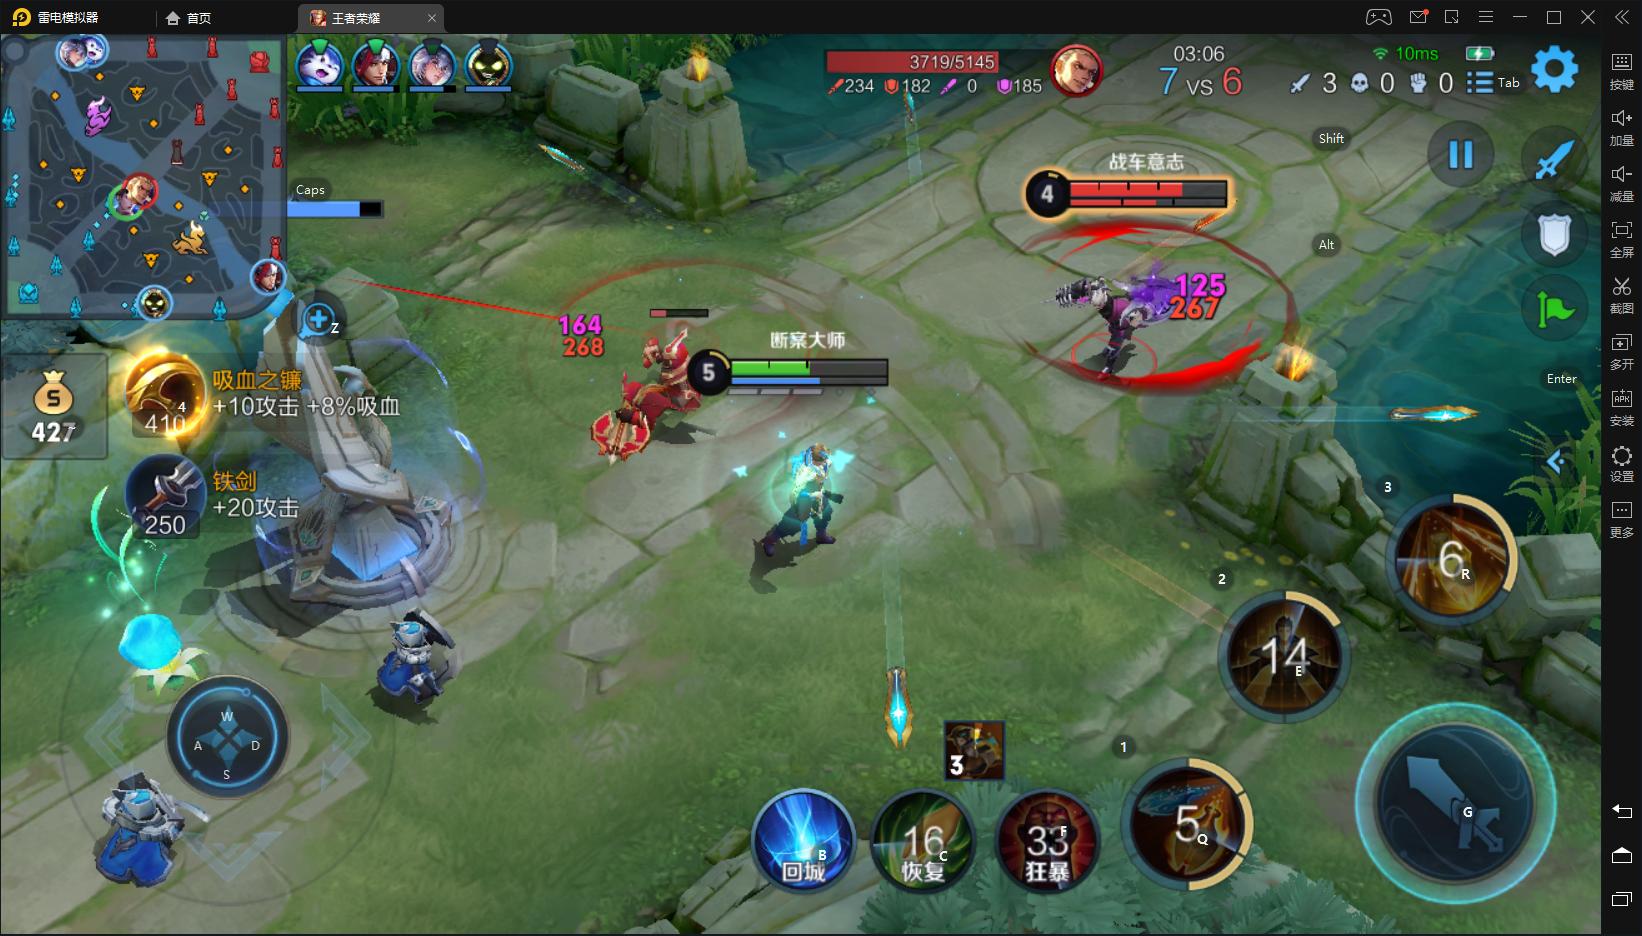 雷电模拟器
首页
王者荣耀
3719/5145
234 182 0 185
03:06
7 VS 6
10ms
3 0 0
Tab
按键
加量
减量
全屏
截图
多开
安装
设置
更多
Caps
Shift
Alt
Enter
Z
战车意志
4
125
267
164
268
断案大师
5
427
吸血之镰
+10攻击 +8%吸血
4
410
铁剑
+20攻击
250
W
A D
S
3
6
R
2
14
E
1
5
Q
3
回城
B
16
恢复
C
33
狂暴
F
G